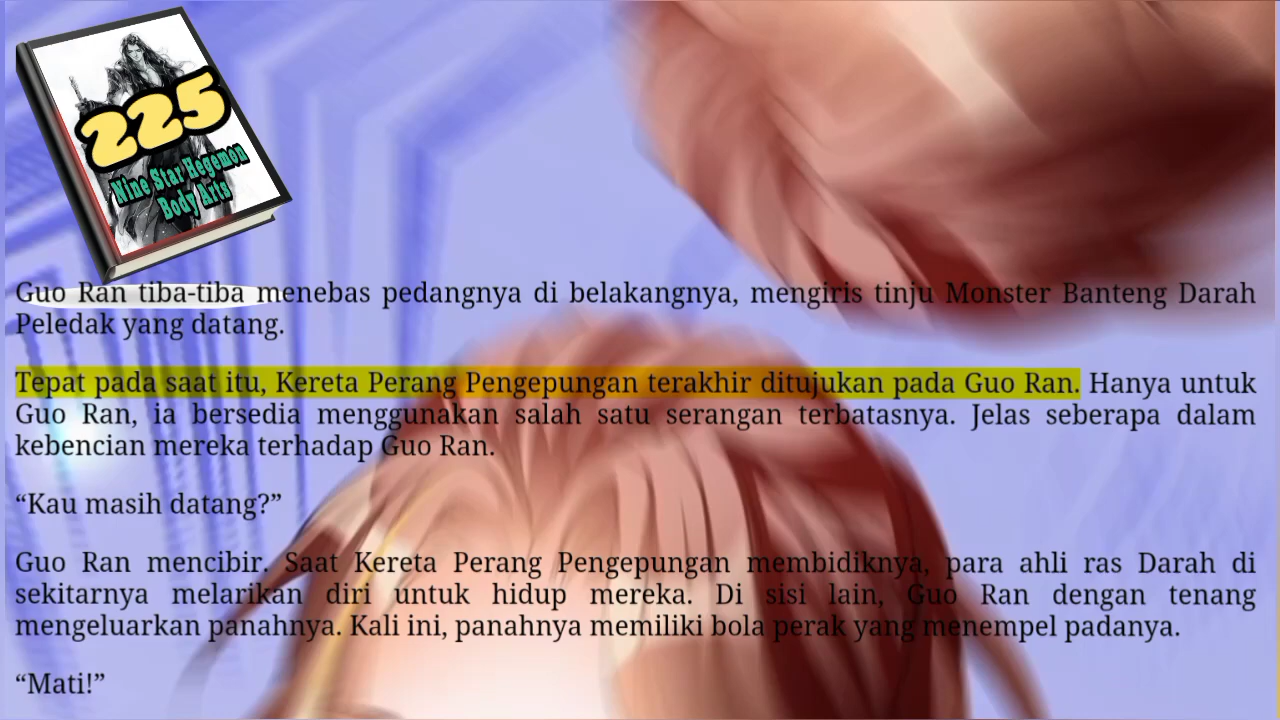 225
Nine Star Hegemon
Body Arts
Guo Ran tiba-tiba menebas pedangnya di belakangnya, mengiris tinju Monster Banteng Darah
Peledak yang datang.
Tepat pada saat itu, Kereta Perang Pengepungan terakhir ditujukan pada Guo Ran. Hanya untuk
Guo Ran, ia bersedia menggunakan salah satu serangan terbatasnya. Jelas seberapa dalam
kebencian mereka terhadap Guo Ran.
“Kau masih datang?”
Guo Ran mencibir. Saat Kereta Perang Pengepungan membidiknya, para ahli ras Darah di
sekitarnya melarikan diri untuk hidup mereka. Di sisi lain, Guo Ran dengan tenang
mengeluarkan panahnya. Kali ini, panahnya memiliki bola perak yang menempel padanya.
“Mati!”